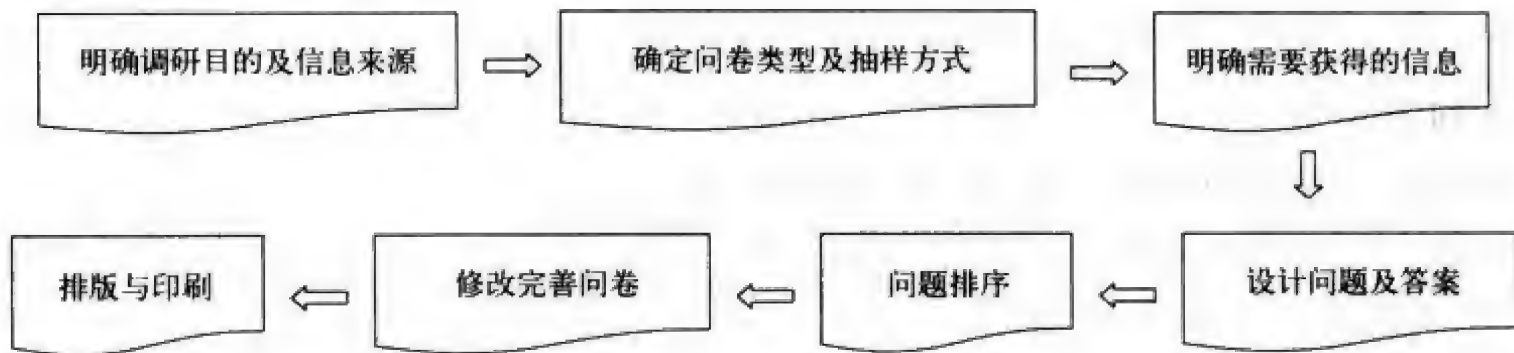 明确调研目的及信息来源
确定问卷类型及抽样方式
明确需要获得的信息
设计问题及答案
问题排序
修改完善问卷
排版与印刷